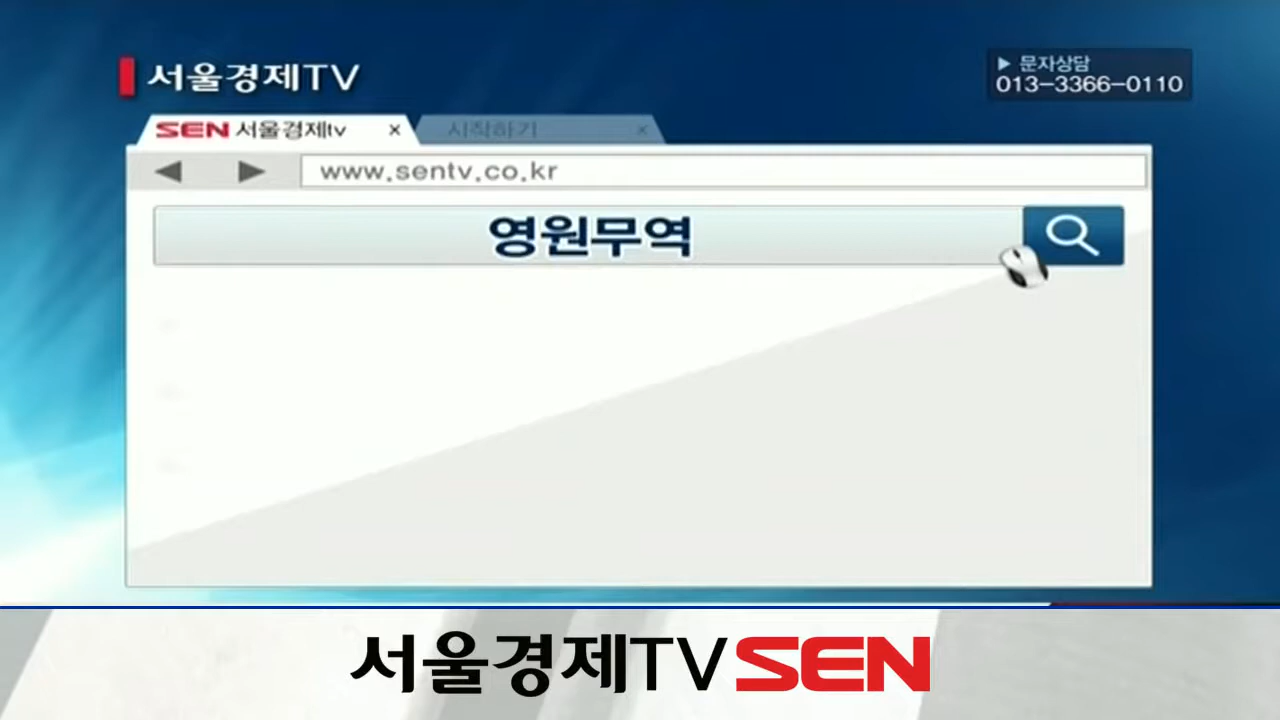 서울경제TV
▶ 문자상담
013-3366-0110
SEN 서울경제tv ×
시작하기 ×
www.sentv.co.kr
영원무역
서울경제TV SEN